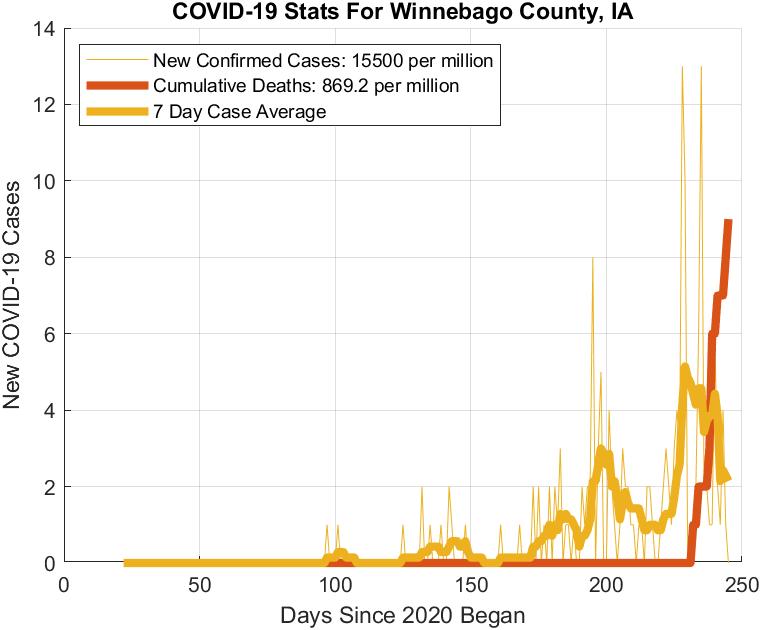 COVID-19 Stats For Winnebago County, IA
New Confirmed Cases: 15500 per million
Cumulative Deaths: 869.2 per million
7 Day Case Average
New COVID-19 Cases
14
12
10
8
6
4
2
0
0 50 100 150 200 250
Days Since 2020 Began